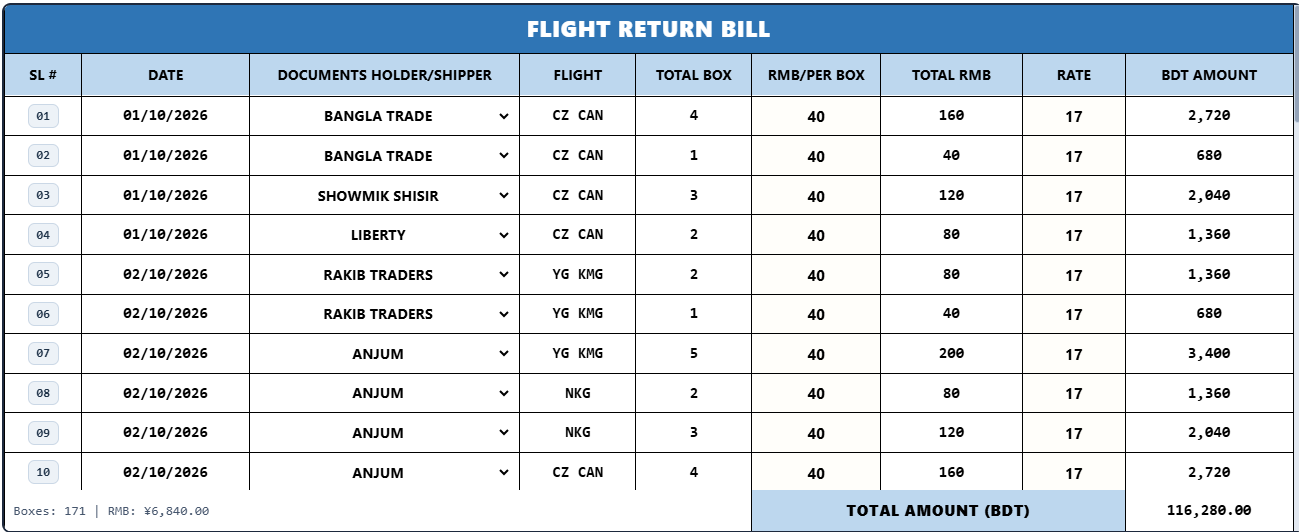 FLIGHT RETURN BILL
SL # DATE DOCUMENTS HOLDER/SHIPPER FLIGHT TOTAL BOX RMB/PER BOX TOTAL RMB RATE BDT AMOUNT
01 01/10/2026 BANGLA TRADE CZ CAN 4 40 160 17 2,720
02 01/10/2026 BANGLA TRADE CZ CAN 1 40 40 17 680
03 01/10/2026 SHOWMIK SHISIR CZ CAN 3 40 120 17 2,040
04 01/10/2026 LIBERTY CZ CAN 2 40 80 17 1,360
05 02/10/2026 RAKIB TRADERS YG KMG 2 40 80 17 1,360
06 02/10/2026 RAKIB TRADERS YG KMG 1 40 40 17 680
07 02/10/2026 ANJUM YG KMG 5 40 200 17 3,400
08 02/10/2026 ANJUM NKG 2 40 80 17 1,360
09 02/10/2026 ANJUM NKG 3 40 120 17 2,040
10 02/10/2026 ANJUM CZ CAN 4 40 160 17 2,720
Boxes: 171 | RMB: ¥6,840.00 TOTAL AMOUNT (BDT) 116,280.00